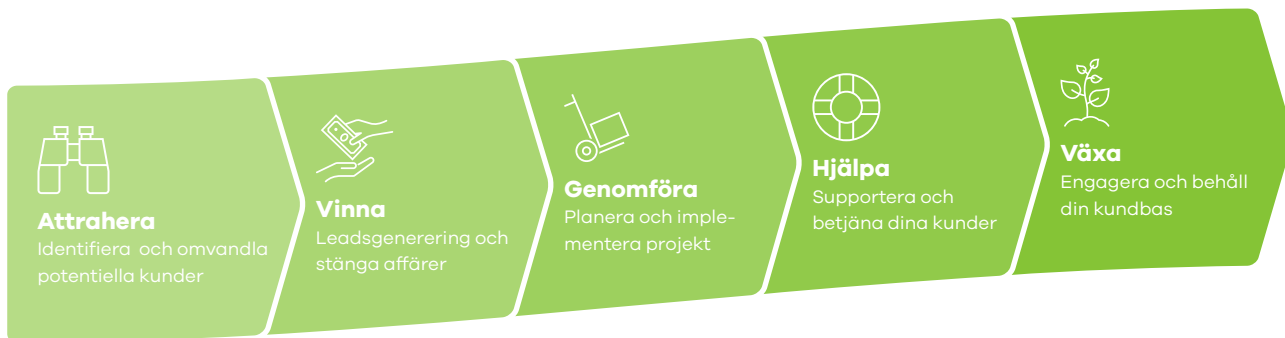 Attrahera
Identifiera och omvandla
potentiella kunder
Vinna
Leadsgenerering och
stänga affärer
Genomföra
Planera och imple-
mentera projekt
Hjälpa
Supportera och
betjäna dina kunder
Växa
Engagera och behåll
din kundbas